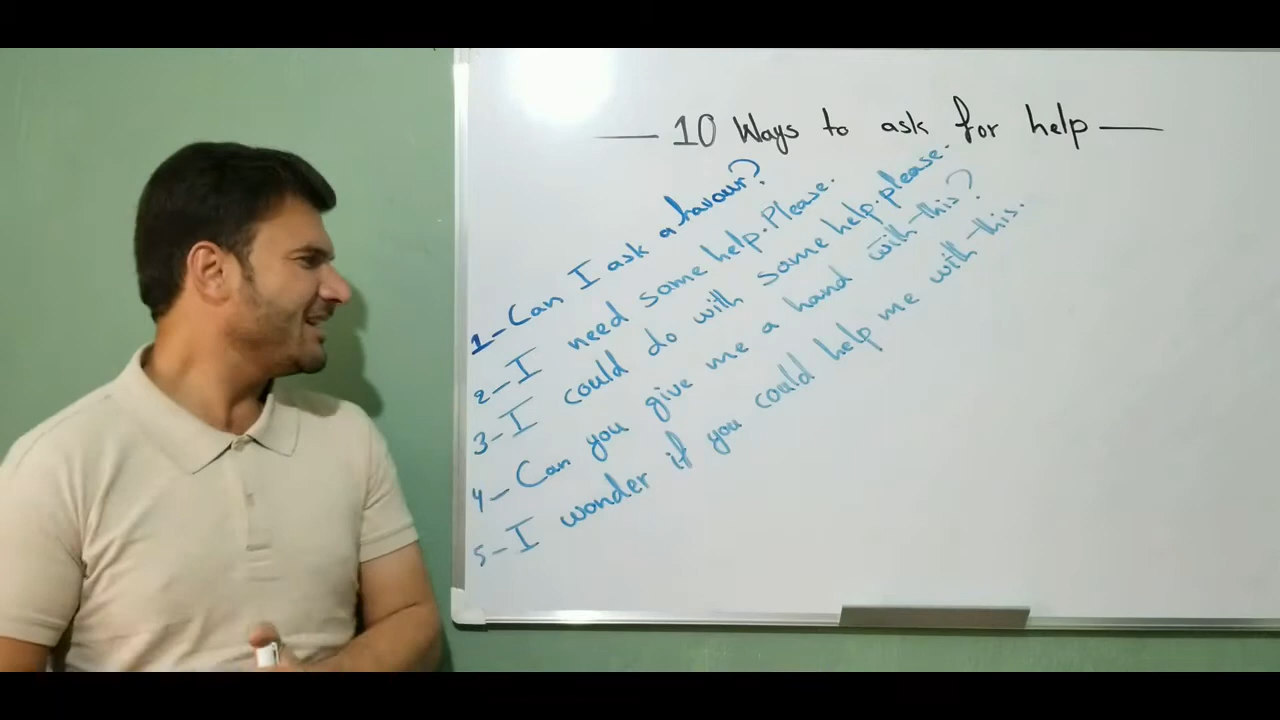 10 Ways to ask for help
1- Can I ask a havour?
2- I need some help. Please.
3- I could do with some help. please.
4- Can you give me a hand with this?
5- I wonder if you could help me with this.